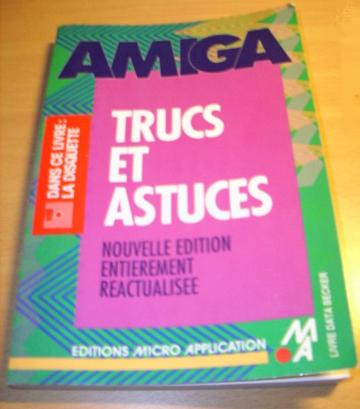 AMIGA
DANS CE LIVRE:
LA DISQUETTE
TRUCS
ET
ASTUCES
NOUVELLE EDITION
ENTIEREMENT
REACTUALISEE
EDITIONS MICRO APPLICATION
MA
LIVRE DATA BECKER